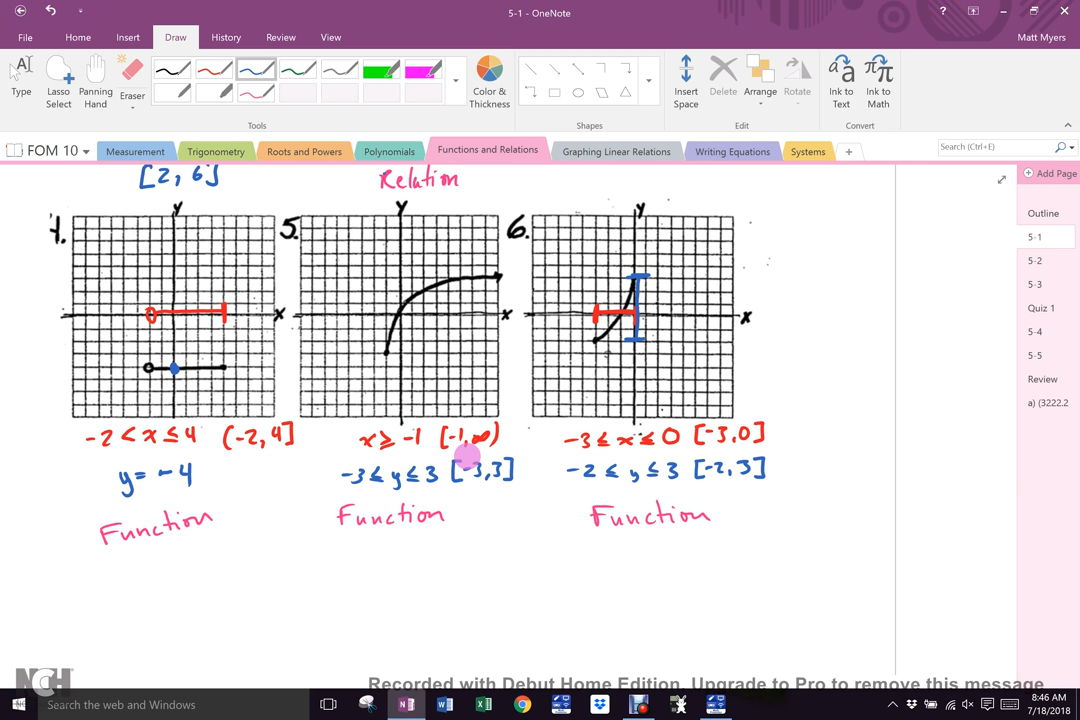 5-1 - OneNote
?
Matt Myers
File Home Insert Draw History Review View
Type
Lasso Select
Panning Hand
Eraser
Color & Thickness
Insert Space
Delete
Arrange
Rotate
Ink to Text
Ink to Math
Tools
Shapes
Edit
Convert
FOM 10
Measurement Trigonometry Roots and Powers Polynomials Functions and Relations Graphing Linear Relations Writing Equations Systems +
Search (Ctrl+E)
Add Page
Outline
5-1
5-2
5-3
Quiz 1
5-4
5-5
Review
a) (3222.2
[2, 6]
Relation
4. y x
5. y x
6. y x
-2 < x ≤ 4 (-2, 4]
y = -4
Function
x ≥ -1 [-1, ∞)
-3 ≤ y ≤ 3 [-3, 3]
Function
-3 ≤ x ≤ 0 [-3, 0]
-2 ≤ y ≤ 3 [-2, 3]
Function
NCH
Recorded with Debut Home Edition. Upgrade to Pro to remove this message
Search the web and Windows
8:46 AM
7/18/2018